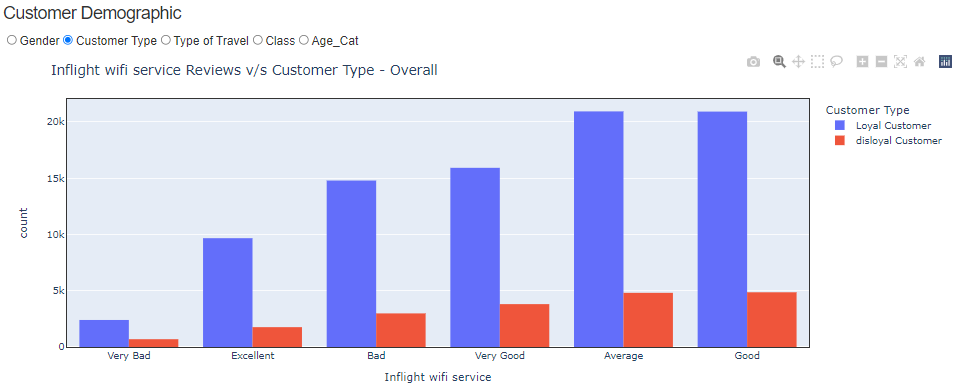 Customer Demographic
Gender Customer Type Type of Travel Class Age_Cat
Inflight wifi service Reviews v/s Customer Type - Overall
Customer Type
Loyal Customer
disloyal Customer
count
20k
15k
10k
5k
0
Very Bad Excellent Bad Very Good Average Good
Inflight wifi service